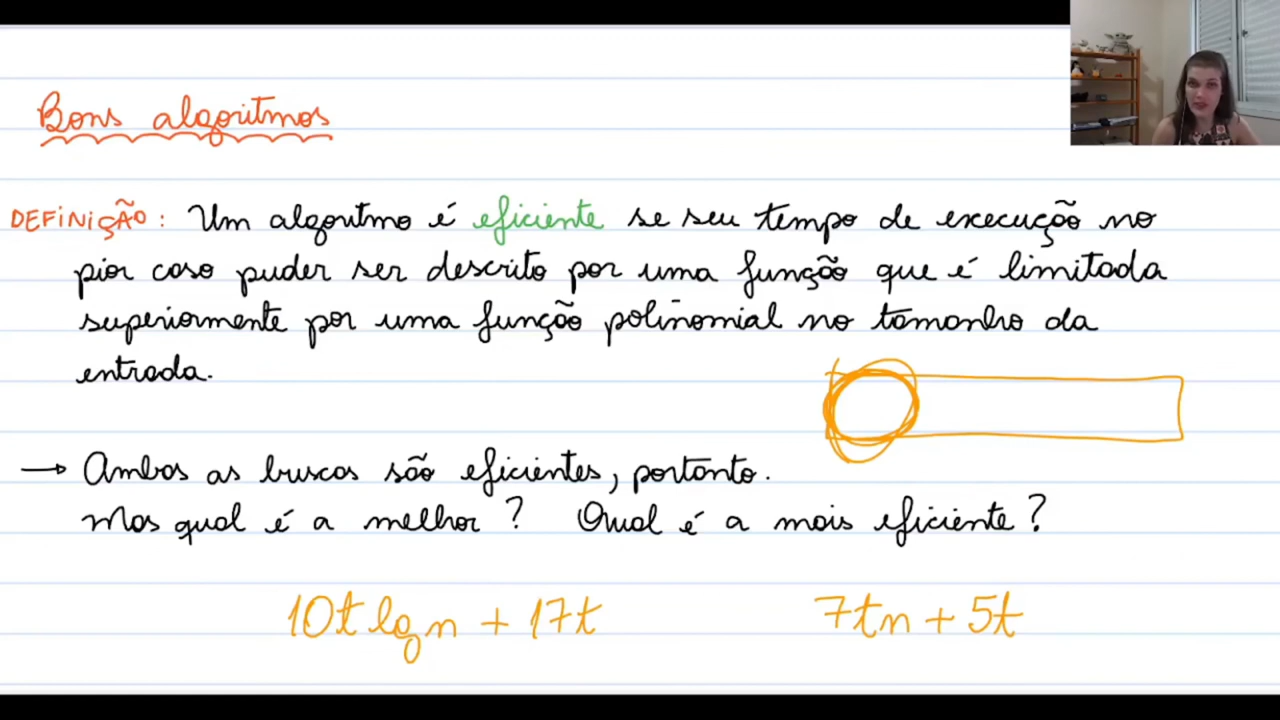 Bons algoritmos
DEFINIÇÃO: Um algoritmo é eficiente se seu tempo de execução no
pior caso puder ser descrito por uma função que é limitada
superiormente por uma função polinomial no tamanho da
entrada.
→ Ambas as buscas são eficientes, portanto.
Mas qual é a melhor? Qual é a mais eficiente?
10t lg n + 17t 7tn + 5t